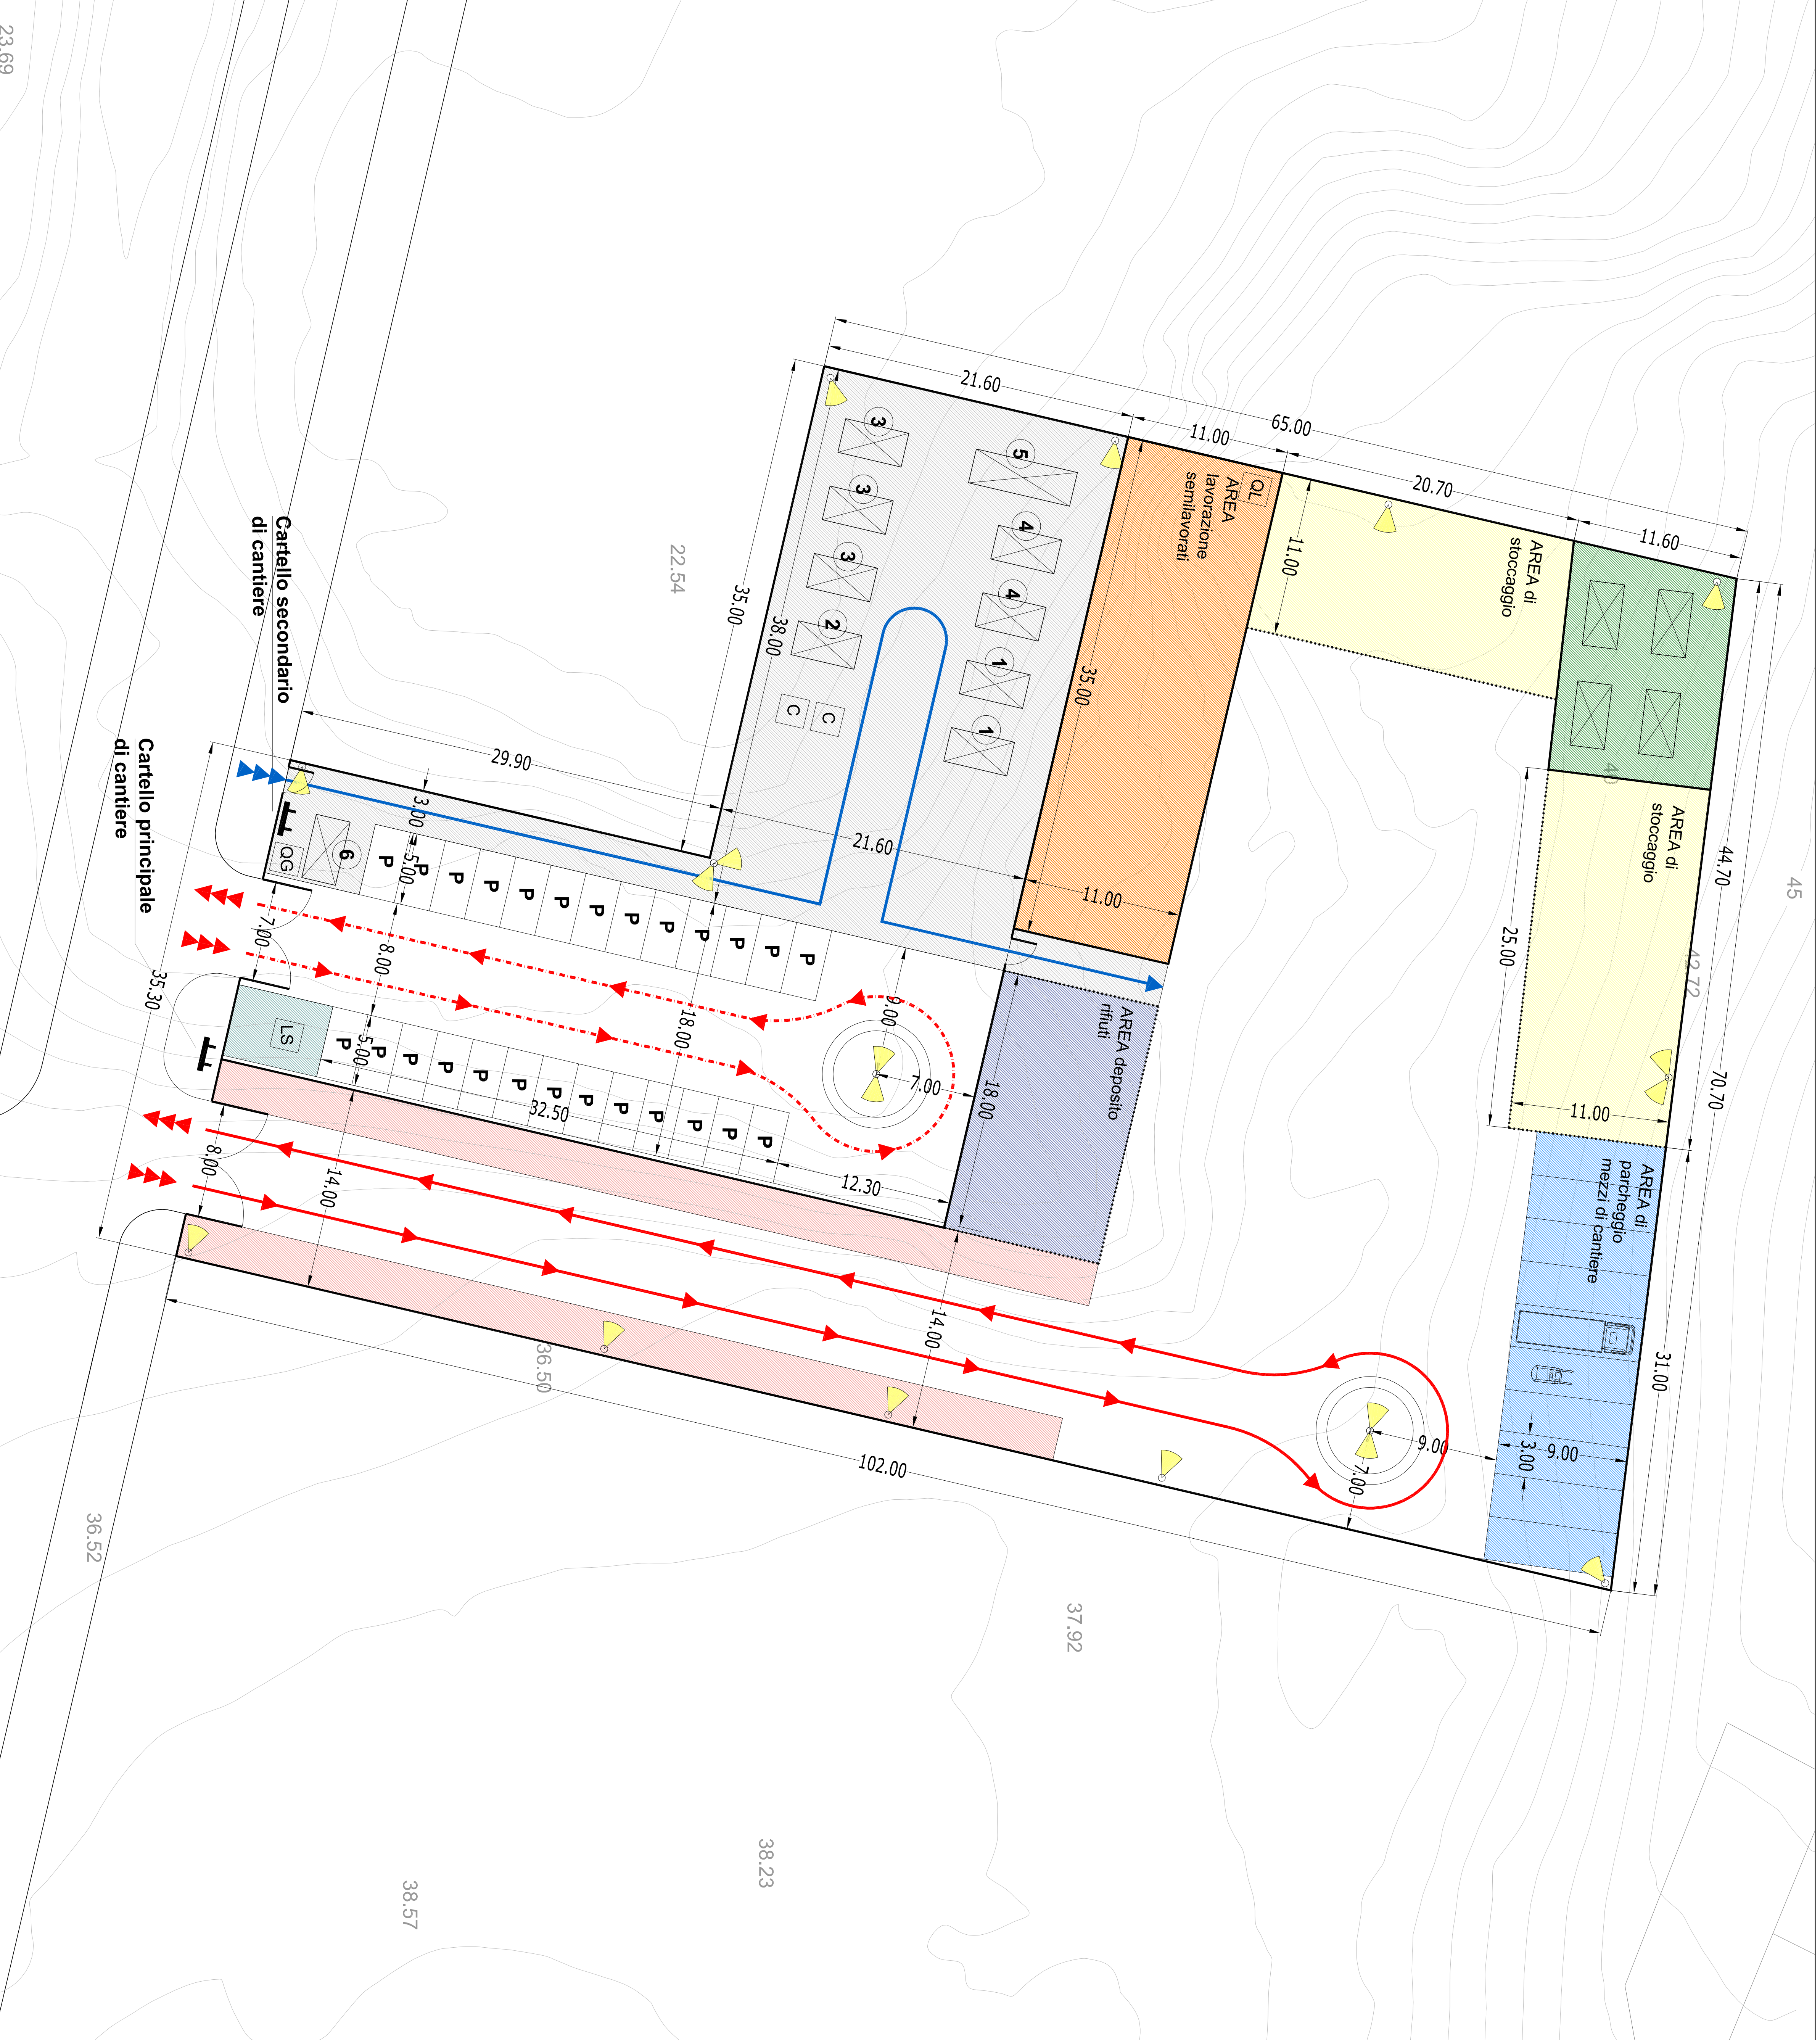 23.69
45
42.72
40
22.54
36.50
36.52
37.92
38.23
38.57
65.00
21.60
11.00
20.70
11.60
44.70
70.70
31.00
QL
AREA
lavorazione
semilavorati
AREA di
stoccaggio
AREA di
stoccaggio
AREA di
parcheggio
mezzi di cantiere
AREA deposito
rifiuti
11.00
25.00
11.00
9.00
3.00
9.00
7.00
35.00
11.00
21.60
35.00
38.00
29.90
3
3
3
2
5
4
4
1
1
C
C
6
QG
LS
3.00
5.00
P
P
P
P
P
P
P
P
P
P
P
P
P
8.00
18.00
9.00
7.00
18.00
5.00
P
P
P
P
P
P
P
P
P
P
P
P
P
32.50
12.30
7.00
8.00
14.00
14.00
35.30
102.00
Cartello secondario
di cantiere
Cartello principale
di cantiere